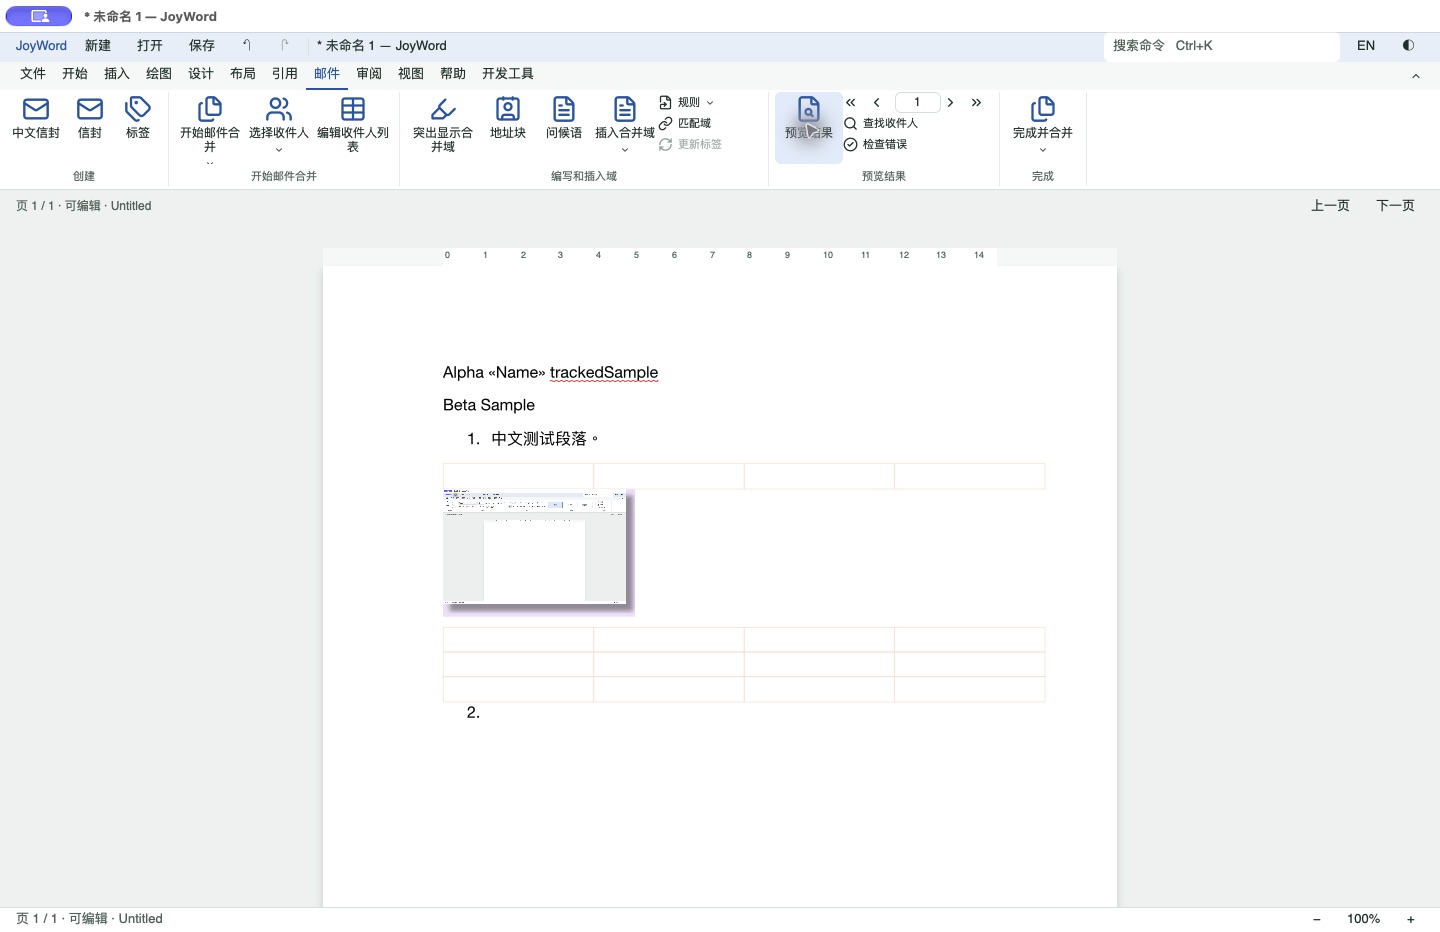 * 未命名 1 — JoyWord
JoyWord 新建 打开 保存 * 未命名 1 — JoyWord 搜索命令 Ctrl+K EN
文件 开始 插入 绘图 设计 布局 引用 邮件 审阅 视图 帮助 开发工具
中文信封 信封 标签
创建
开始邮件合并 选择收件人 编辑收件人列表
开始邮件合并
突出显示合并域 地址块 问候语 插入合并域
规则
匹配域
更新标签
编写和插入域
预览结果
1
查找收件人
检查错误
预览结果
完成并合并
完成
页 1 / 1 · 可编辑 · Untitled 上一页 下一页
0 1 2 3 4 5 6 7 8 9 10 11 12 13 14
Alpha «Name» trackedSample
Beta Sample
1. 中文测试段落。
2.
页 1 / 1 · 可编辑 · Untitled − 100% +